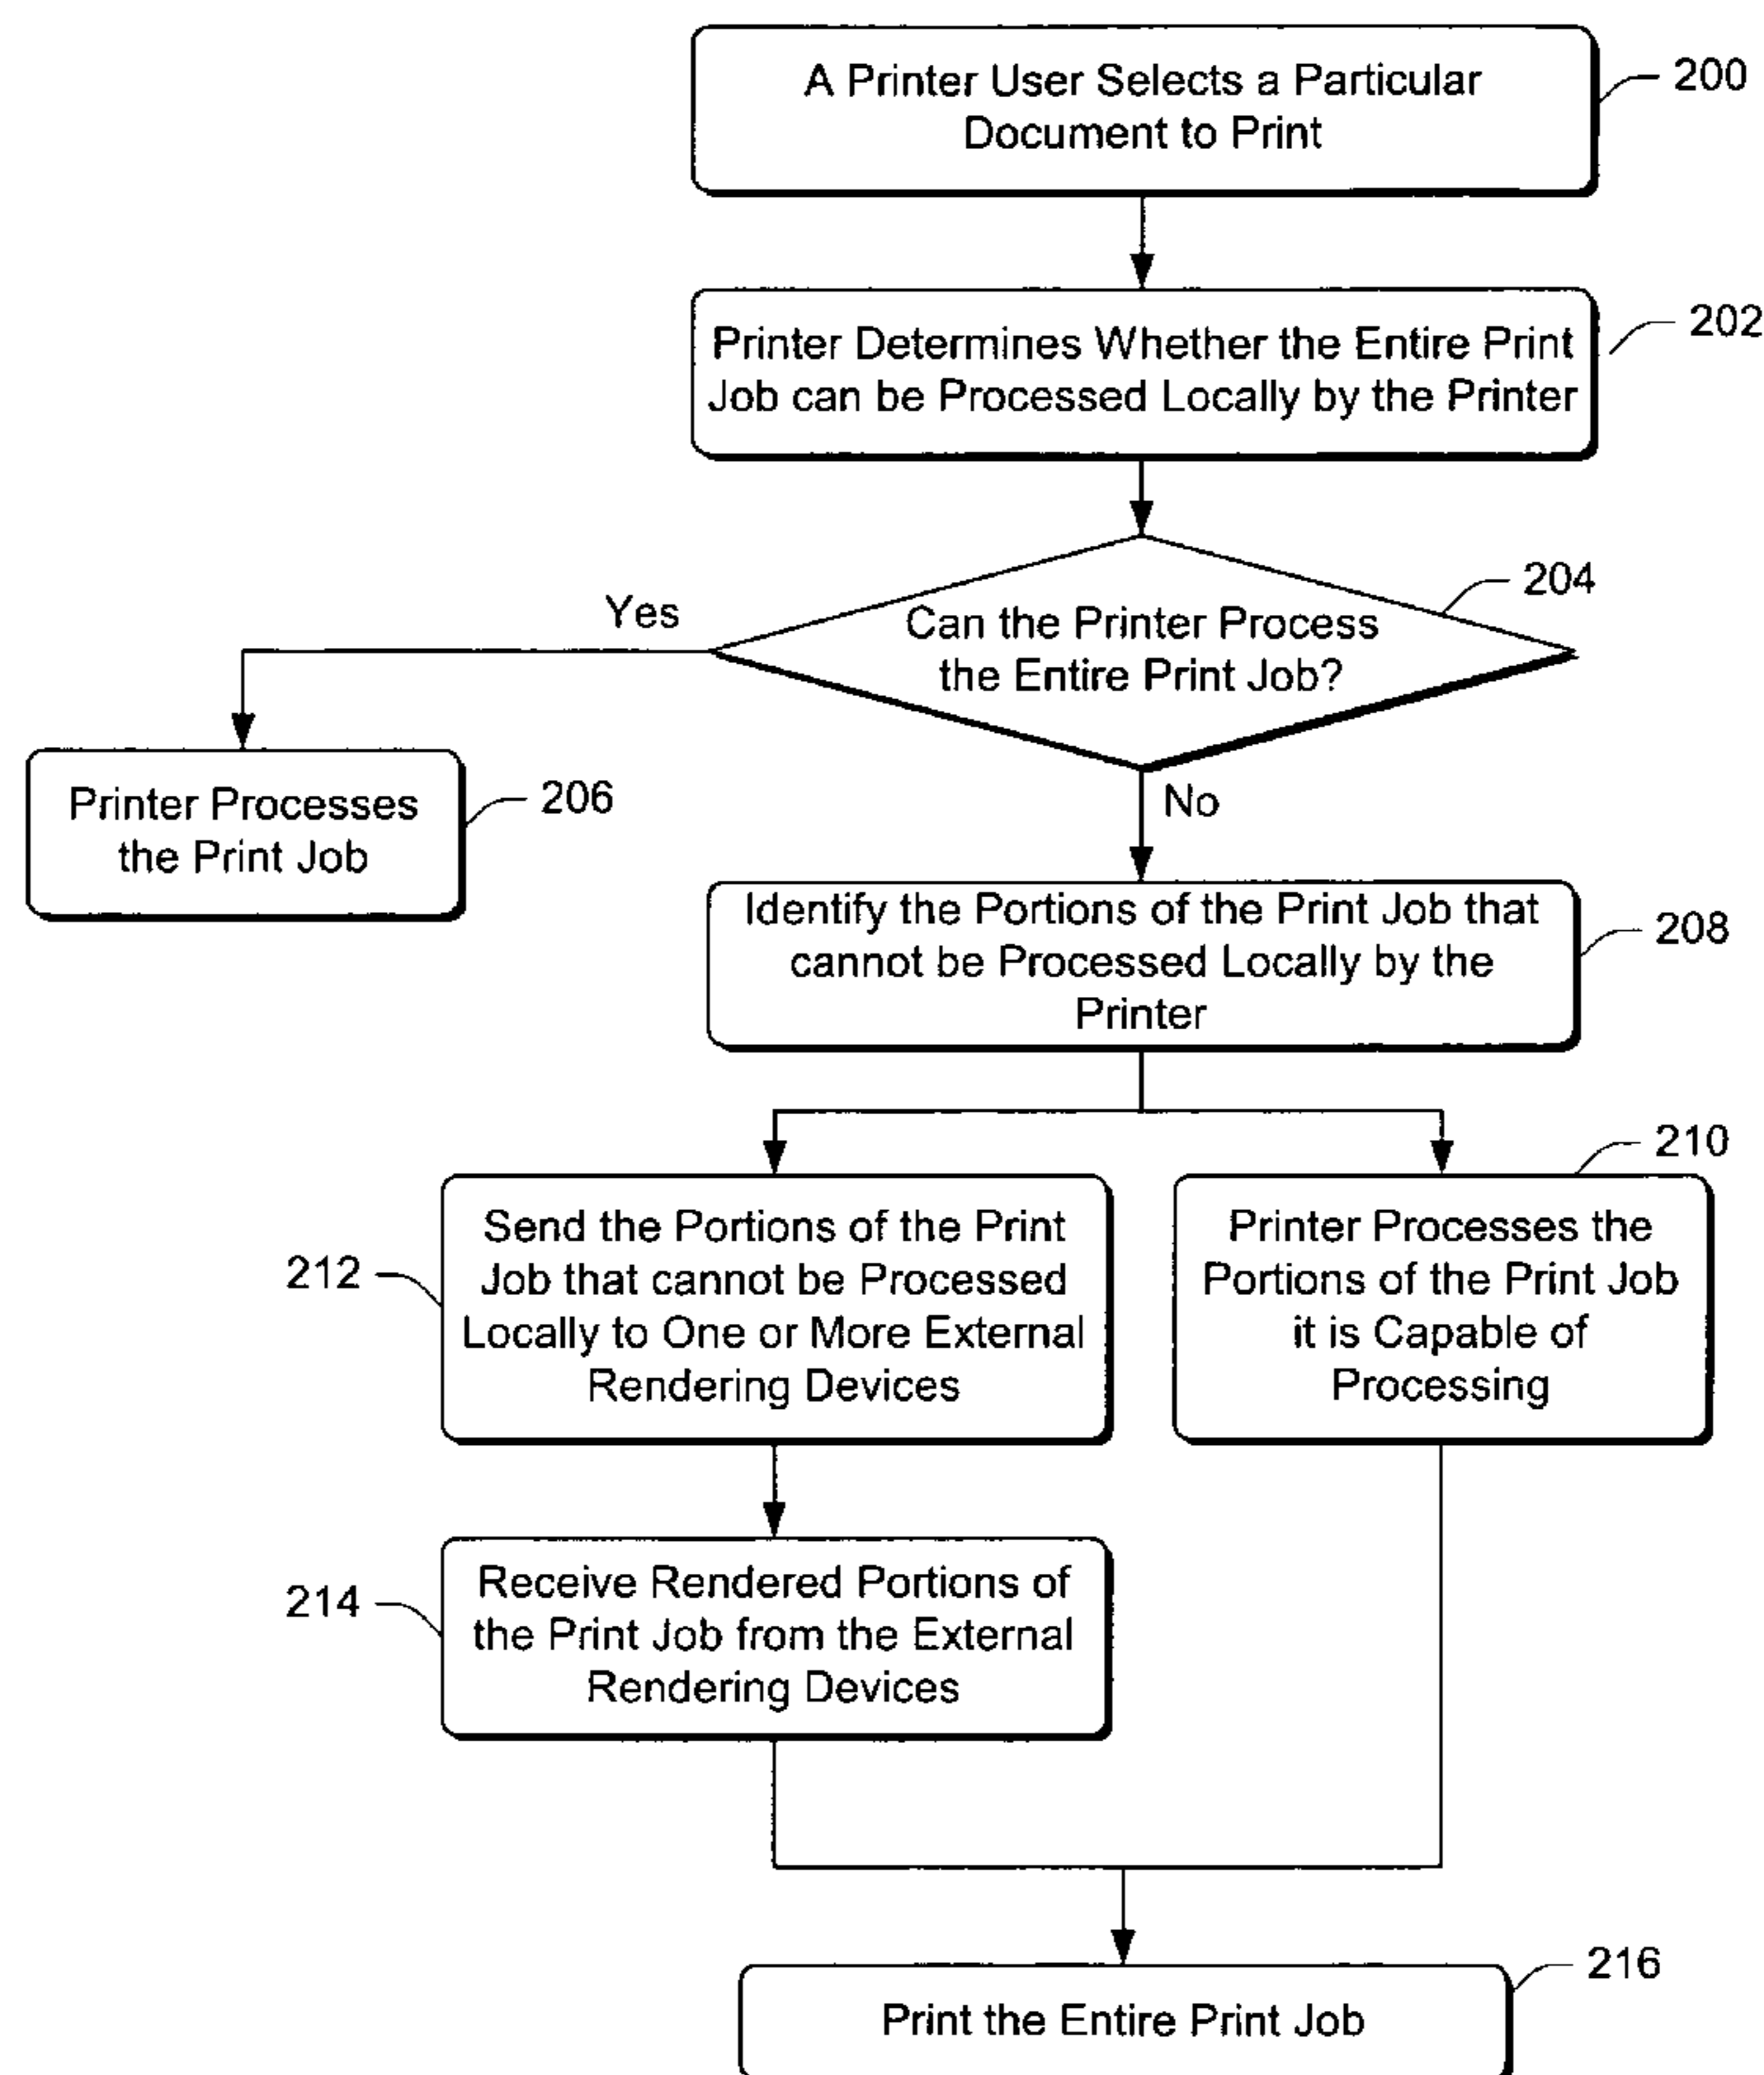 A Printer User Selects a Particular
Document to Print
200
Printer Determines Whether the Entire Print
Job can be Processed Locally by the Printer
202
Can the Printer Process
the Entire Print Job?
204
Yes
Printer Processes
the Print Job
206
No
Identify the Portions of the Print Job that
cannot be Processed Locally by the
Printer
208
210
Send the Portions of the Print
Job that cannot be Processed
Locally to One or More External
Rendering Devices
212
Printer Processes the
Portions of the Print Job
it is Capable of
Processing
Receive Rendered Portions of
the Print Job from the External
Rendering Devices
214
216
Print the Entire Print Job